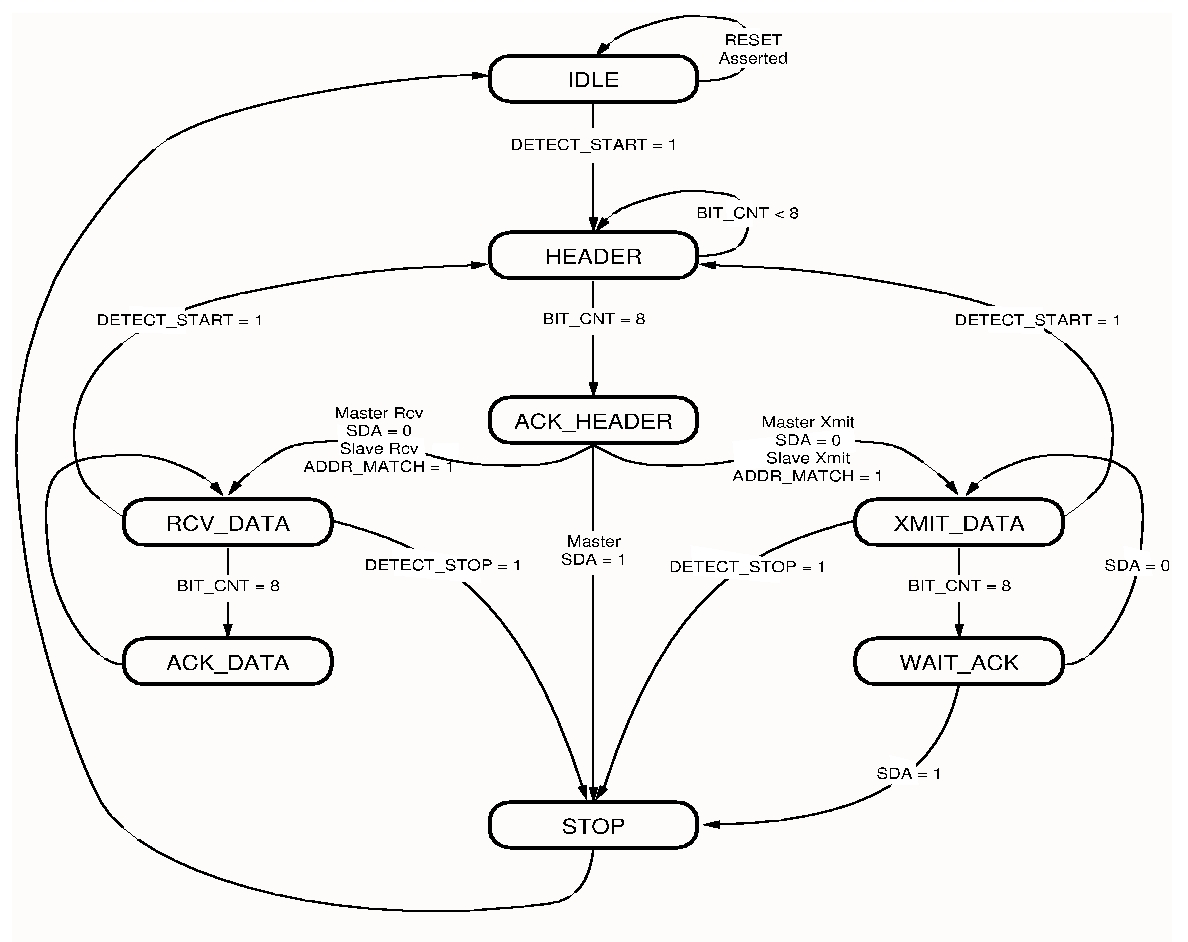 RESET
Asserted
IDLE
DETECT_START = 1
BIT_CNT < 8
HEADER
DETECT_START = 1
BIT_CNT = 8
DETECT_START = 1
Master Rcv
SDA = 0
Slave Rcv
ADDR_MATCH = 1
ACK_HEADER
Master Xmit
SDA = 0
Slave Xmit
ADDR_MATCH = 1
RCV_DATA
XMIT_DATA
DETECT_STOP = 1
Master
SDA = 1
DETECT_STOP = 1
SDA = 0
BIT_CNT = 8
BIT_CNT = 8
ACK_DATA
WAIT_ACK
SDA = 1
STOP